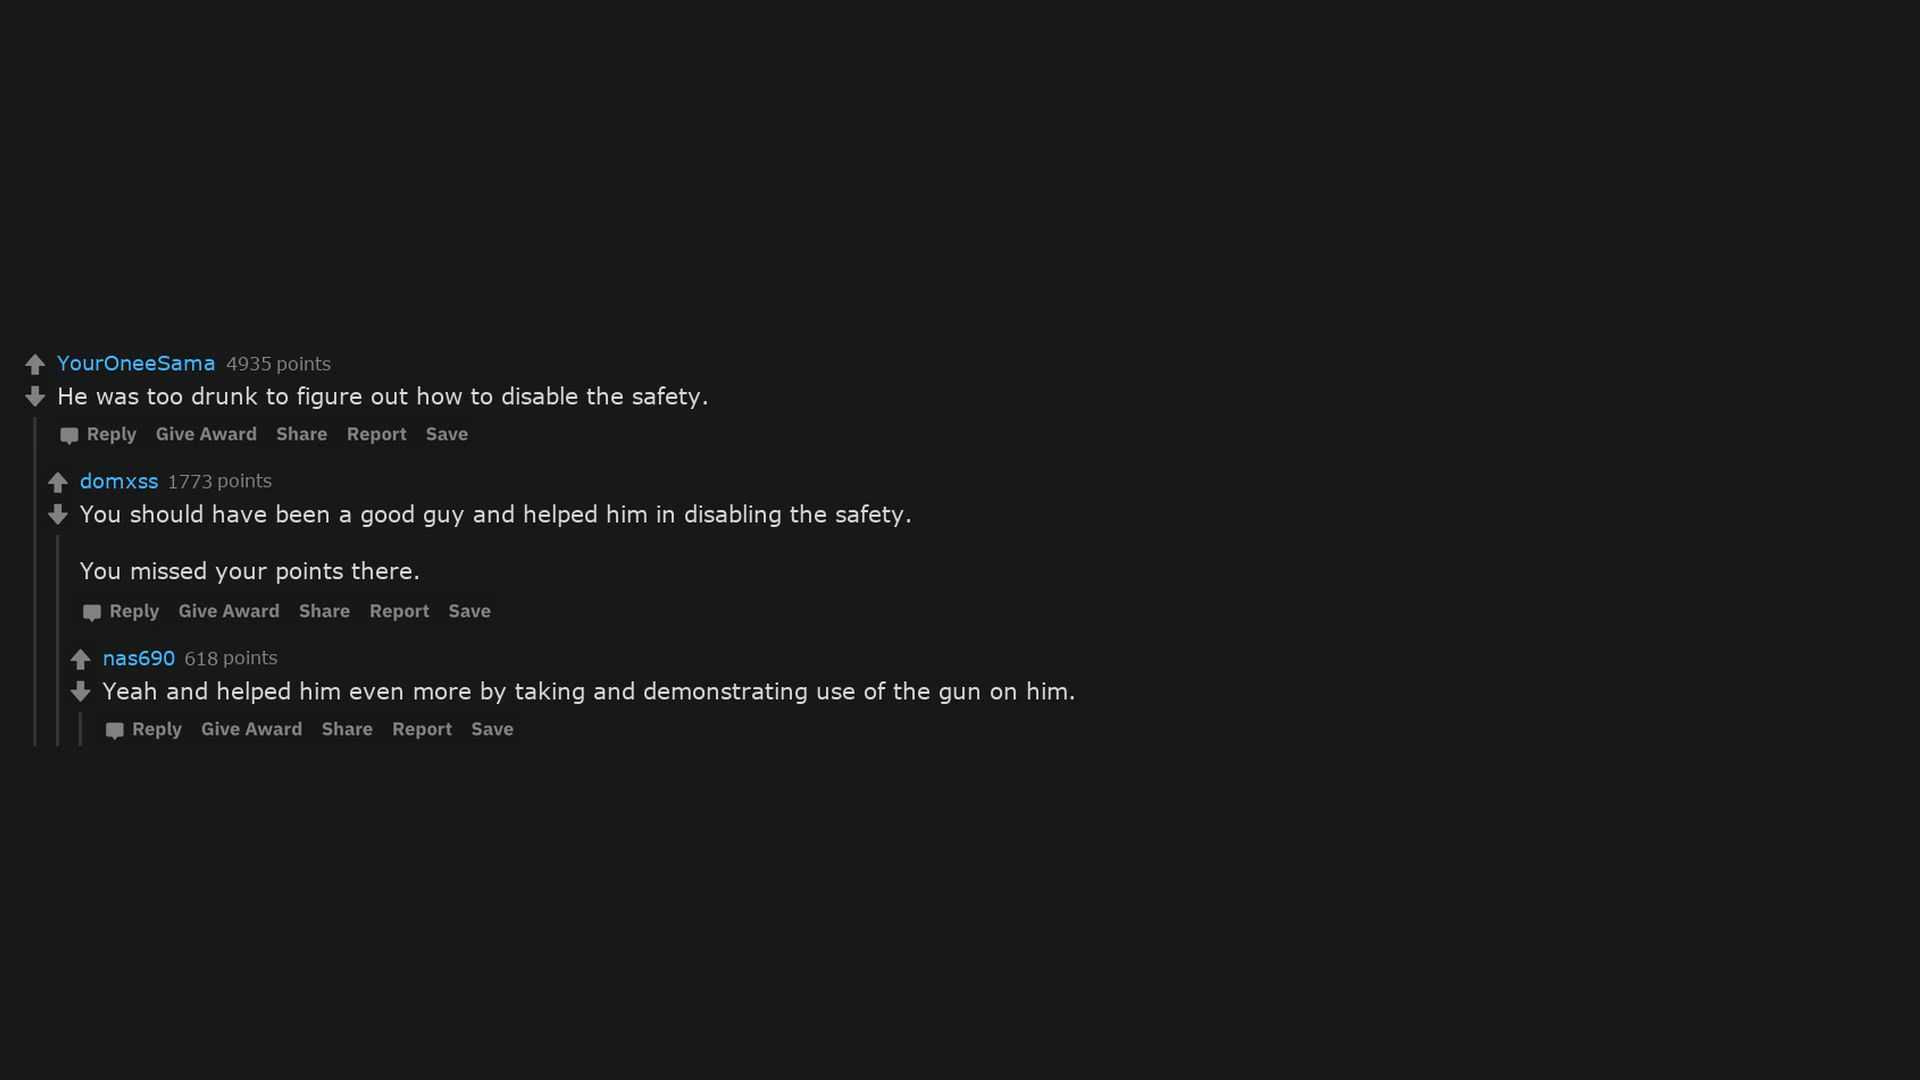 YourOneeSama 4935 points
He was too drunk to figure out how to disable the safety.
Reply Give Award Share Report Save
domxss 1773 points
You should have been a good guy and helped him in disabling the safety.
You missed your points there.
Reply Give Award Share Report Save
nas690 618 points
Yeah and helped him even more by taking and demonstrating use of the gun on him.
Reply Give Award Share Report Save